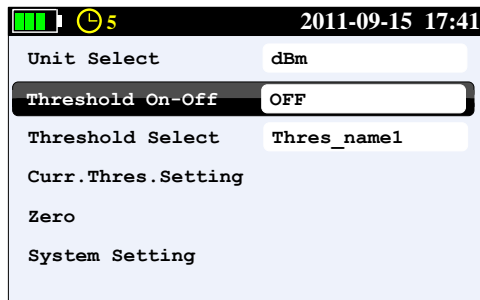 5 2011-09-15 17:41
Unit Select dBm
Threshold On-Off OFF
Threshold Select Thres_name1
Curr.Thres.Setting
Zero
System Setting